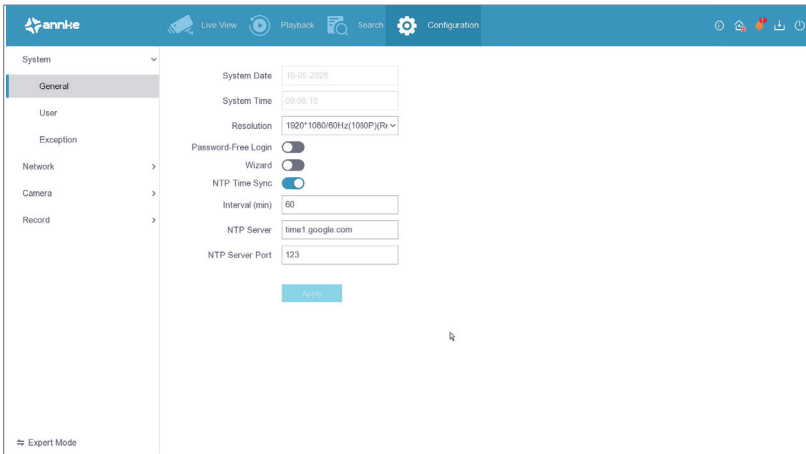 annke
Live View
Playback
Search
Configuration
1
System
General
User
Exception
Network
Camera
Record
System Date 10-05-2026
System Time 09:08:10
Resolution 1920*1080/60Hz(1080P)(Re
Password-Free Login
Wizard
NTP Time Sync
Interval (min) 60
NTP Server time1.google.com
NTP Server Port 123
Apply
Expert Mode